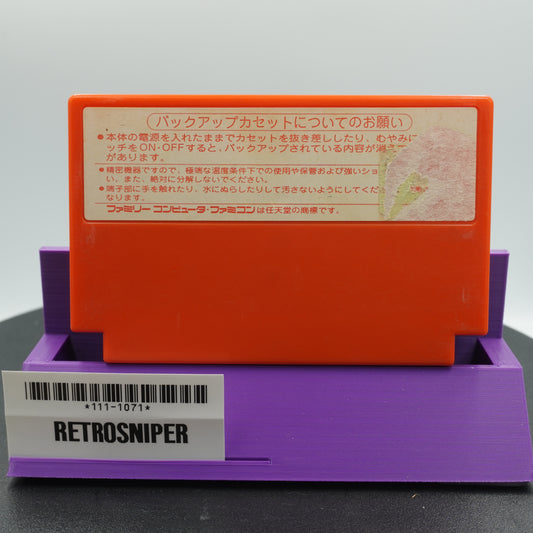 バックアップカセットについてのお願い
●本体の電源を入れたままでカセットを抜き差ししたり、むやみに
ッチをON・OFFすると、バックアップされている内容が消え
があります。
●精密機器ですので、極端な温度条件下での使用や保管および強いショ
い。また、絶対に分解しないでください。
●端子部に手を触れたり、水にぬらしたりして汚さないようにしてくだ
なります。
ファミリーコンピュータ・ファミコンは任天堂の商標です。
*111-1071*
RETROSNIPER